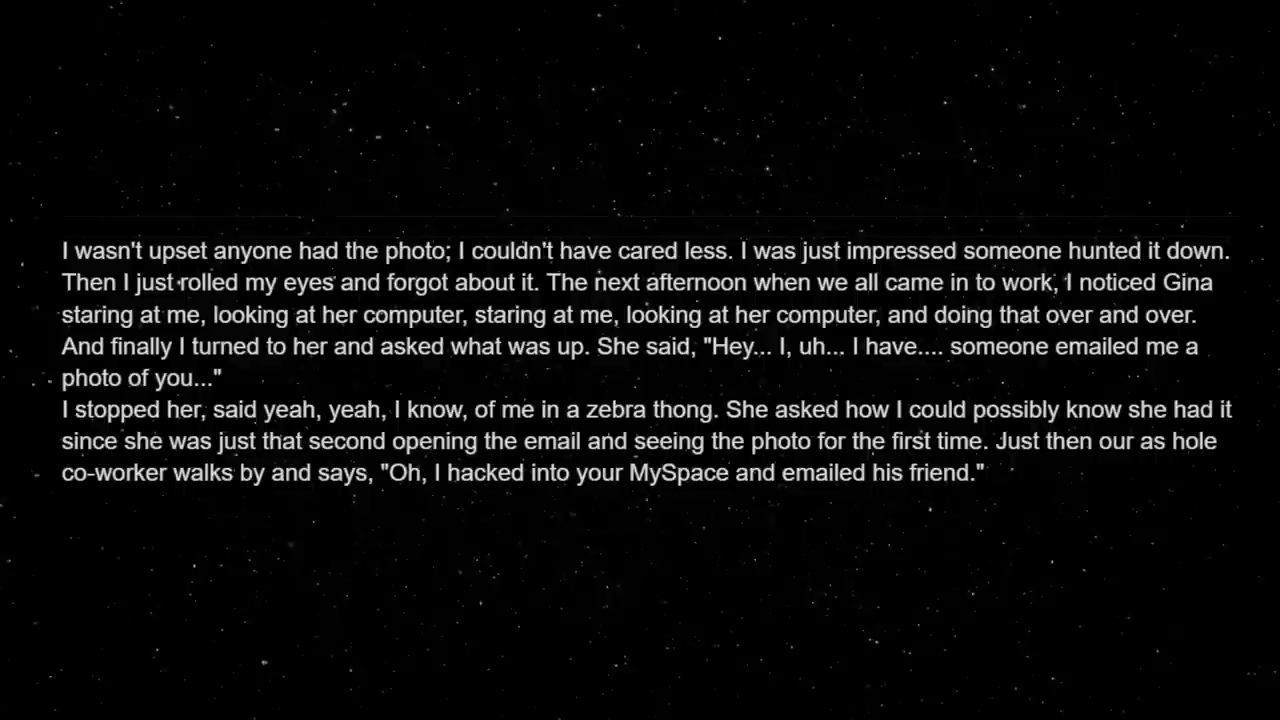 I wasn't upset anyone had the photo; I couldn't have cared less. I was just impressed someone hunted it down.
Then I just rolled my eyes and forgot about it. The next afternoon when we all came in to work, I noticed Gina
staring at me, looking at her computer, staring at me, looking at her computer, and doing that over and over.
And finally I turned to her and asked what was up. She said, "Hey... I, uh... I have.... someone emailed me a
photo of you..."
I stopped her, said yeah, yeah, I know, of me in a zebra thong. She asked how I could possibly know she had it
since she was just that second opening the email and seeing the photo for the first time. Just then our as hole
co-worker walks by and says, "Oh, I hacked into your MySpace and emailed his friend."